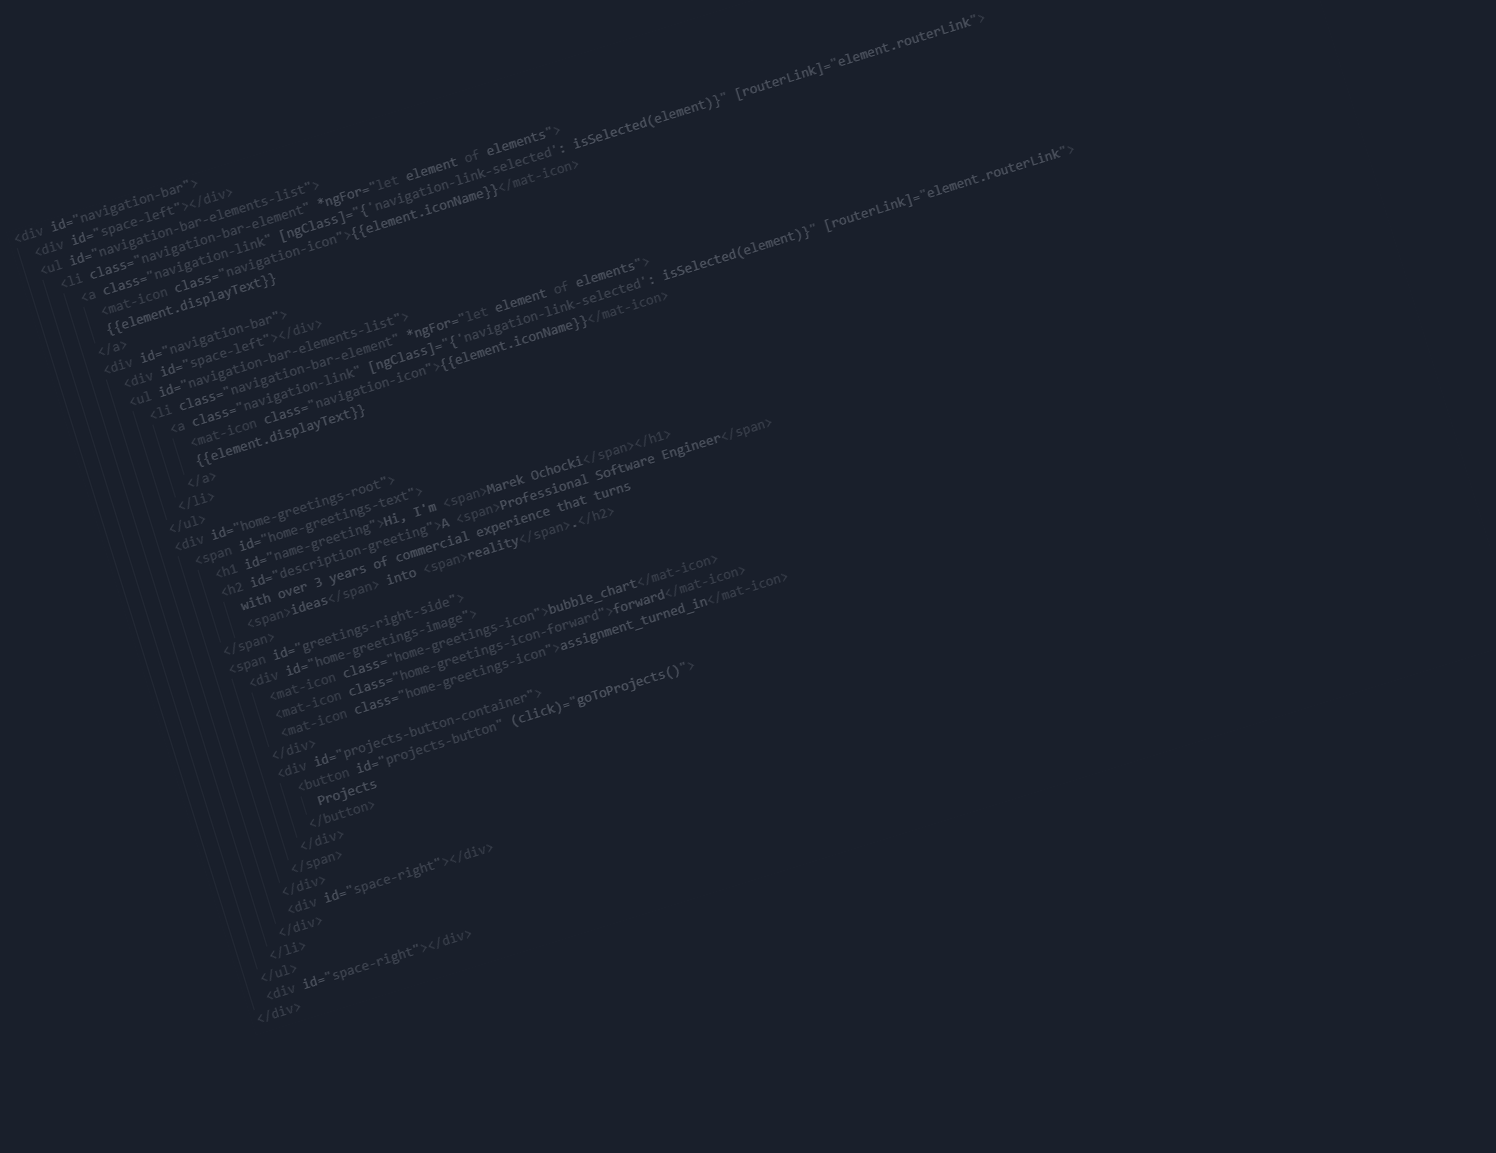 <div id="navigation-bar">
<div id="space-left"></div>
<ul id="navigation-bar-elements-list">
<li class="navigation-bar-element" *ngFor="let element of elements">
<a class="navigation-link" [ngClass]="{'navigation-link-selected': isSelected(element)}" [routerLink]="element.routerLink">
<mat-icon class="navigation-icon">{{element.iconName}}</mat-icon>
{{element.displayText}}
</a>
<div id="navigation-bar">
<div id="space-left"></div>
<ul id="navigation-bar-elements-list">
<li class="navigation-bar-element" *ngFor="let element of elements">
<a class="navigation-link" [ngClass]="{'navigation-link-selected': isSelected(element)}" [routerLink]="element.routerLink">
<mat-icon class="navigation-icon">{{element.iconName}}</mat-icon>
{{element.displayText}}
</a>
</li>
</ul>
<div id="home-greetings-root">
<span id="home-greetings-text">
<h1 id="name-greeting">Hi, I'm <span>Marek Ochocki</span></h1>
<h2 id="description-greeting">A <span>Professional Software Engineer</span>
with over 3 years of commercial experience that turns
<span>ideas</span> into <span>reality</span>.</h2>
</span>
<span id="greetings-right-side">
<div id="home-greetings-image">
<mat-icon class="home-greetings-icon">bubble_chart</mat-icon>
<mat-icon class="home-greetings-icon-forward">forward</mat-icon>
<mat-icon class="home-greetings-icon">assignment_turned_in</mat-icon>
</div>
<div id="projects-button-container">
<button id="projects-button" (click)="goToProjects()">
Projects
</button>
</div>
</span>
</div>
<div id="space-right"></div>
</div>
</li>
</ul>
<div id="space-right"></div>
</div>